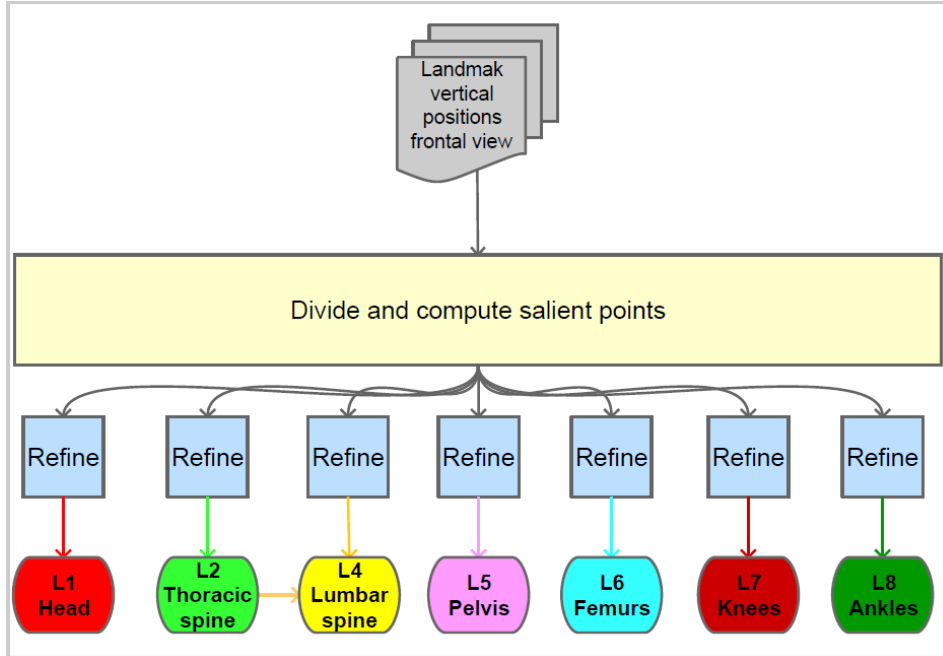 Landmak
vertical
positions
frontal view
Divide and compute salient points
Refine
Refine
Refine
Refine
Refine
Refine
Refine
L1
Head
L2
Thoracic
spine
L4
Lumbar
spine
L5
Pelvis
L6
Femurs
L7
Knees
L8
Ankles